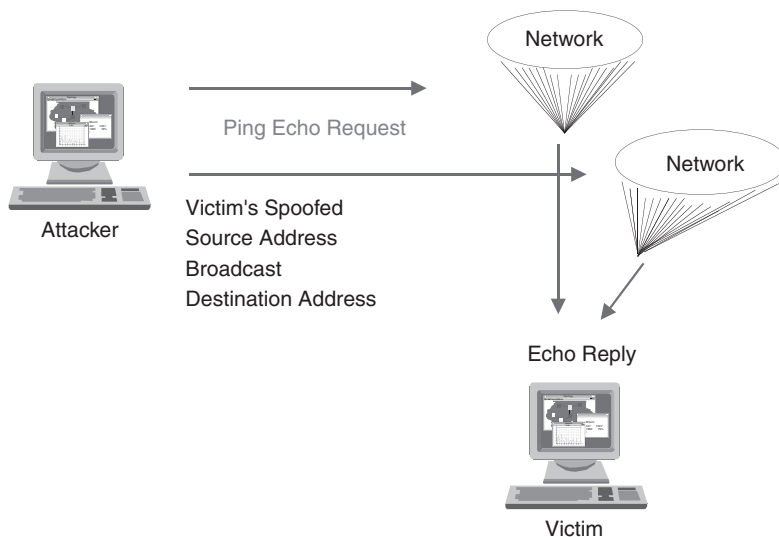 Network
Ping Echo Request
Network
Attacker
Victim's Spoofed
Source Address
Broadcast
Destination Address
Echo Reply
Victim